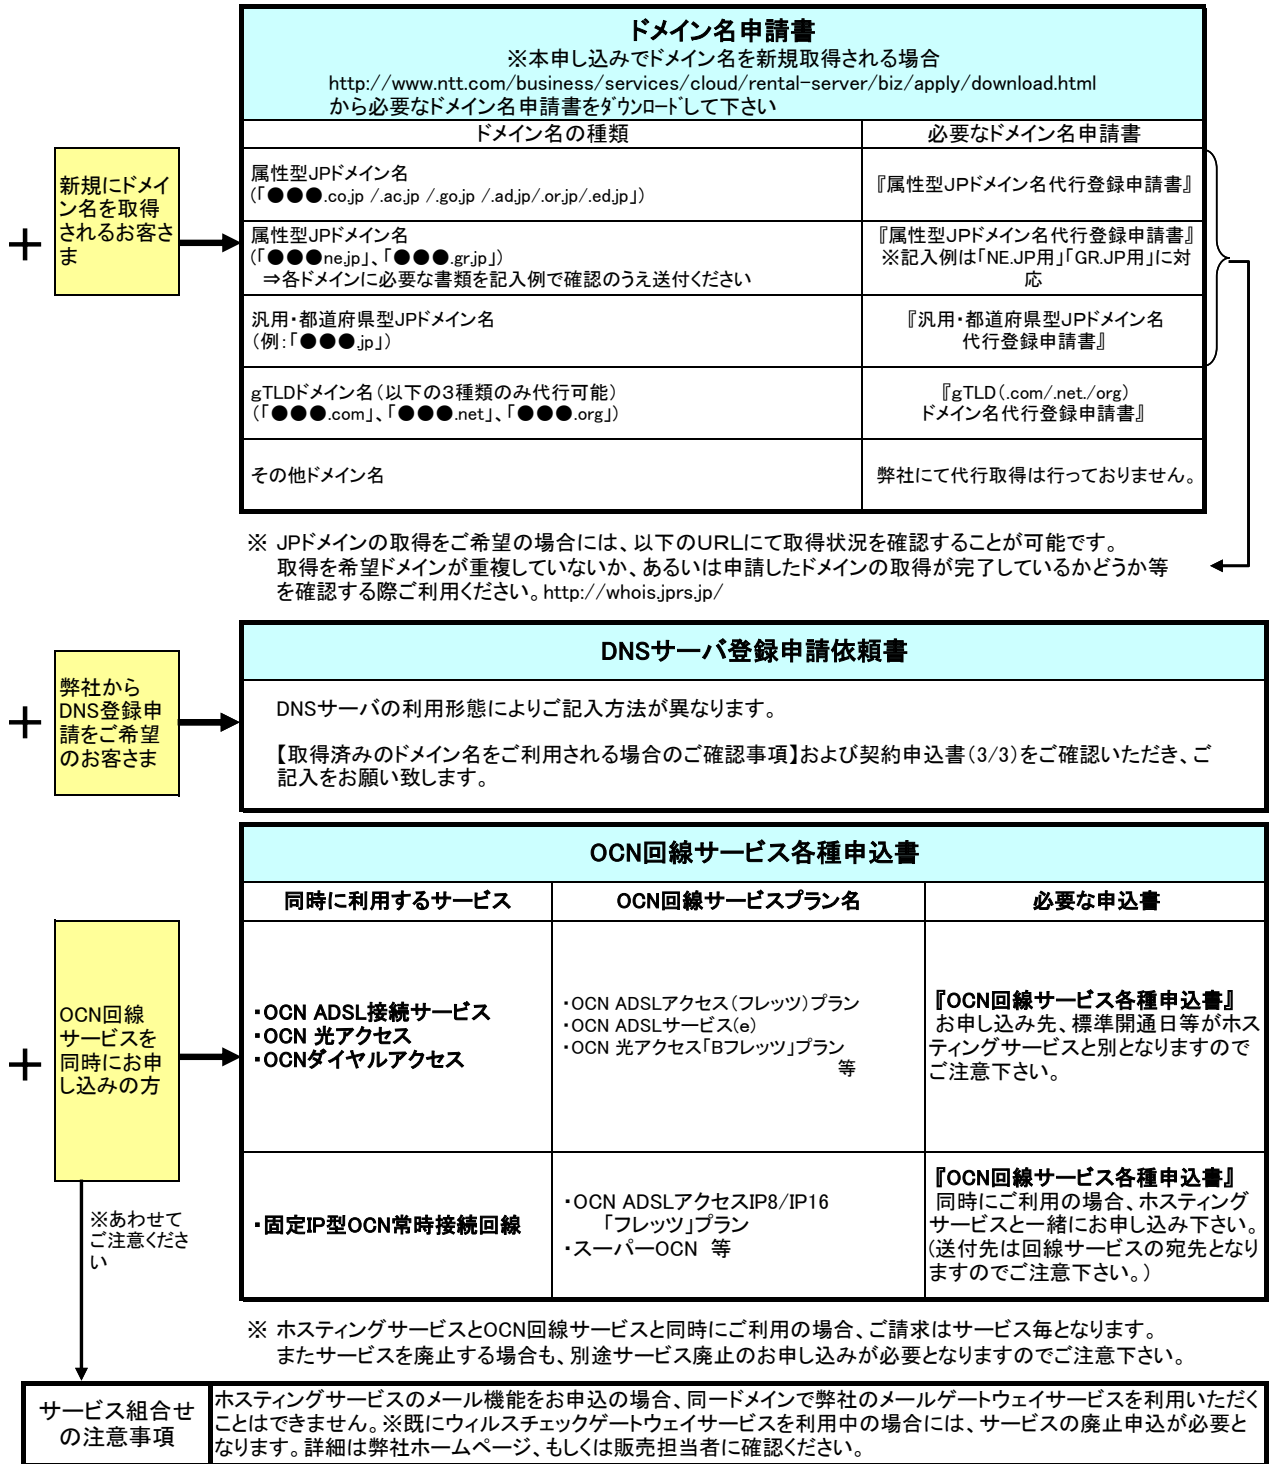 ドメイン名申請書
※本申し込みでドメイン名を新規取得される場合
http://www.ntt.com/business/services/cloud/rental-server/biz/apply/download.html
から必要なドメイン名申請書をﾀﾞｳﾝﾛｰﾄﾞして下さい
ドメイン名の種類
必要なドメイン名申請書
＋
新規にドメイ
ン名を取得
されるお客さ
ま
属性型JPドメイン名
(「●●●.co.jp /.ac.jp /.go.jp /.ad.jp/.or.jp/.ed.jp」)
『属性型JPドメイン名代行登録申請書』
属性型JPドメイン名
(「●●●ne.jp」、「●●●.gr.jp」)
⇒各ドメインに必要な書類を記入例で確認のうえ送付ください
『属性型JPドメイン名代行登録申請書』
※記入例は「NE.JP用」「GR.JP用」に対
応
汎用・都道府県型JPドメイン名
（例：「●●●.jp」）
『汎用・都道府県型JPドメイン名
代行登録申請書』
gTLDドメイン名（以下の３種類のみ代行可能）
（「●●●.com」、「●●●.net」、「●●●.org」）
『gTLD（.com/.net./org）
ドメイン名代行登録申請書』
その他ドメイン名
弊社にて代行取得は行っておりません。
※ JPドメインの取得をご希望の場合には、以下のＵＲＬにて取得状況を確認することが可能です。
取得を希望ドメインが重複していないか、あるいは申請したドメインの取得が完了しているかどうか等
を確認する際ご利用ください。http://whois.jprs.jp/
＋
弊社から
DNS登録申
請をご希望
のお客さま
DNSサーバ登録申請依頼書
DNSサーバの利用形態によりご記入方法が異なります。
【取得済みのドメイン名をご利用される場合のご確認事項】および契約申込書（3/3）をご確認いただき、ご
記入をお願い致します。
OCN回線サービス各種申込書
同時に利用するサービス
OCN回線サービスプラン名
必要な申込書
＋
OCN回線
サービスを
同時にお申
し込みの方
・OCN ADSL接続サービス
・OCN 光アクセス
・OCNダイヤルアクセス
・OCN ADSLアクセス（フレッツ）プラン
・OCN ADSLサービス(e)
・OCN 光アクセス「Bフレッツ」プラン
等
『OCN回線サービス各種申込書』
お申し込み先、標準開通日等がホス
ティングサービスと別となりますので
ご注意下さい。
・固定IP型OCN常時接続回線
・OCN ADSLアクセスIP8/IP16
「フレッツ」プラン
・スーパーOCN 等
『OCN回線サービス各種申込書』
同時にご利用の場合、ホスティング
サービスと一緒にお申し込み下さい。
(送付先は回線サービスの宛先となり
ますのでご注意下さい。)
※あわせて
ご注意くださ
い
※ ホスティングサービスとOCN回線サービスと同時にご利用の場合、ご請求はサービス毎となります。
またサービスを廃止する場合も、別途サービス廃止のお申し込みが必要となりますのでご注意下さい。
サービス組合せ
の注意事項
ホスティングサービスのメール機能をお申込の場合、同一ドメインで弊社のメールゲートウェイサービスを利用いただく
ことはできません。※既にウィルスチェックゲートウェイサービスを利用中の場合には、サービスの廃止申込が必要と
なります。詳細は弊社ホームページ、もしくは販売担当者に確認ください。